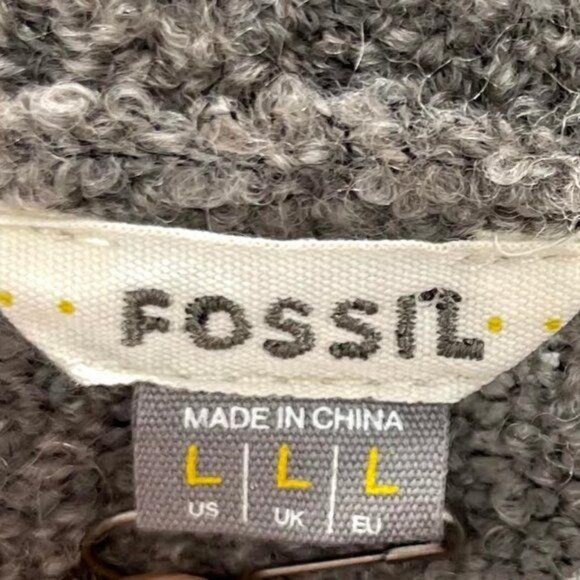 FOSSIL
MADE IN CHINA
L L L
US UK EU